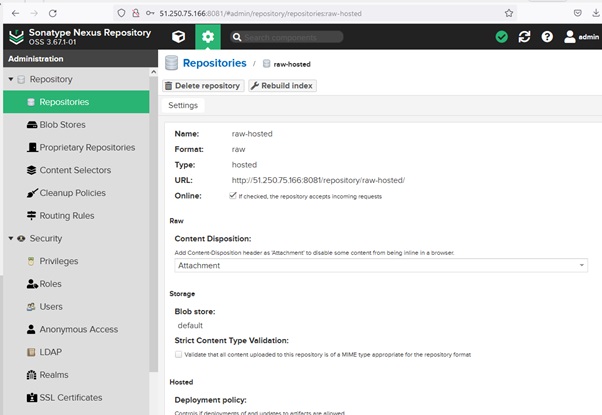 51.250.75.166:8081/#admin/repository/repositories:raw-hosted
Sonatype Nexus Repository
OSS 3.67.1-01
Search components
admin
Administration
Repositories / raw-hosted
Repository
Delete repository Rebuild index
Repositories
Settings
Blob Stores
Proprietary Repositories
Content Selectors
Cleanup Policies
Routing Rules
Security
Privileges
Roles
Users
Anonymous Access
LDAP
Realms
SSL Certificates
Name: raw-hosted
Format: raw
Type: hosted
URL: http://51.250.75.166:8081/repository/raw-hosted/
Online: If checked, the repository accepts incoming requests
Raw
Content Disposition:
Add Content-Disposition header as 'Attachment' to disable some content from being inline in a browser.
Attachment
Storage
Blob store:
default
Strict Content Type Validation:
Validate that all content uploaded to this repository is of a MIME type appropriate for the repository format
Hosted
Deployment policy:
Controls if deployments of and updates to artifacts are allowed